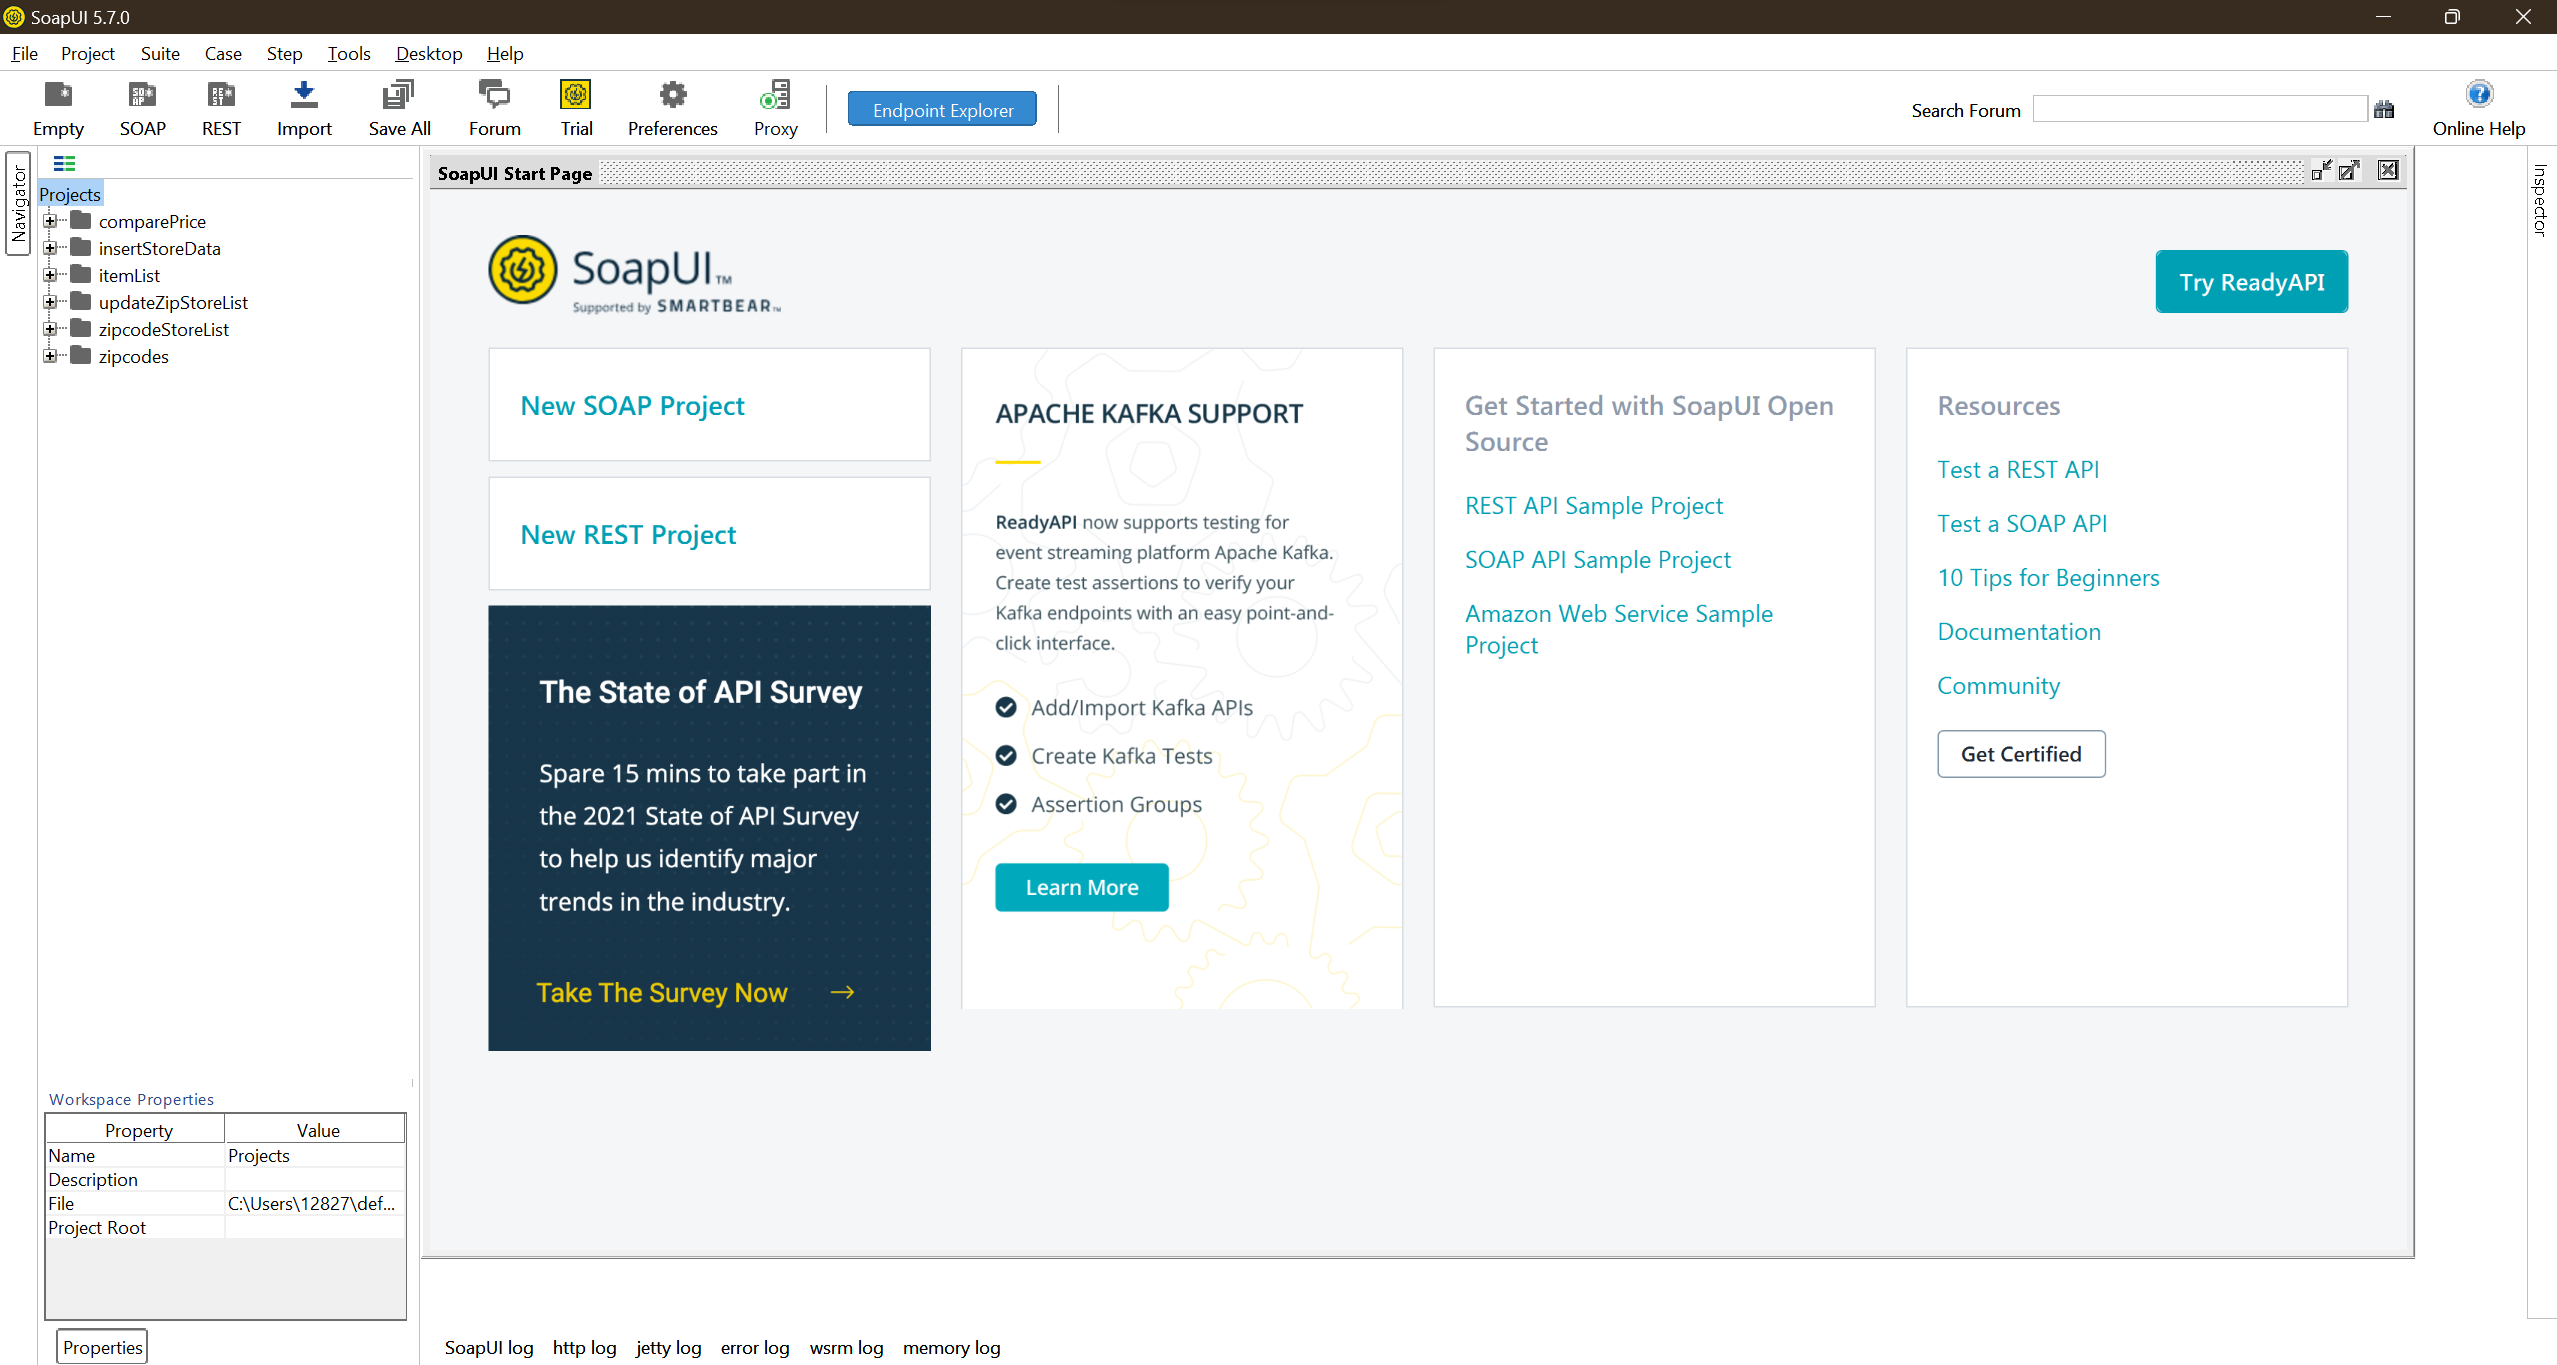 SoapUI 5.7.0
File Project Suite Case Step Tools Desktop Help
Empty SOAP REST Import Save All Forum Trial Preferences Proxy Endpoint Explorer Search Forum Online Help
Navigator
Inspector
Projects
comparePrice
insertStoreData
itemList
updateZipStoreList
zipcodeStoreList
zipcodes
Workspace Properties
Property Value
Name Projects
Description
File C:\Users\12827\def...
Project Root
Properties
SoapUI Start Page
SoapUI™
Supported by SMARTBEAR™
Try ReadyAPI
New SOAP Project
New REST Project
The State of API Survey
Spare 15 mins to take part in
the 2021 State of API Survey
to help us identify major
trends in the industry.
Take The Survey Now →
APACHE KAFKA SUPPORT
ReadyAPI now supports testing for
event streaming platform Apache Kafka.
Create test assertions to verify your
Kafka endpoints with an easy point-and-
click interface.
Add/Import Kafka APIs
Create Kafka Tests
Assertion Groups
Learn More
Get Started with SoapUI Open
Source
REST API Sample Project
SOAP API Sample Project
Amazon Web Service Sample
Project
Resources
Test a REST API
Test a SOAP API
10 Tips for Beginners
Documentation
Community
Get Certified
SoapUI log http log jetty log error log wsrm log memory log